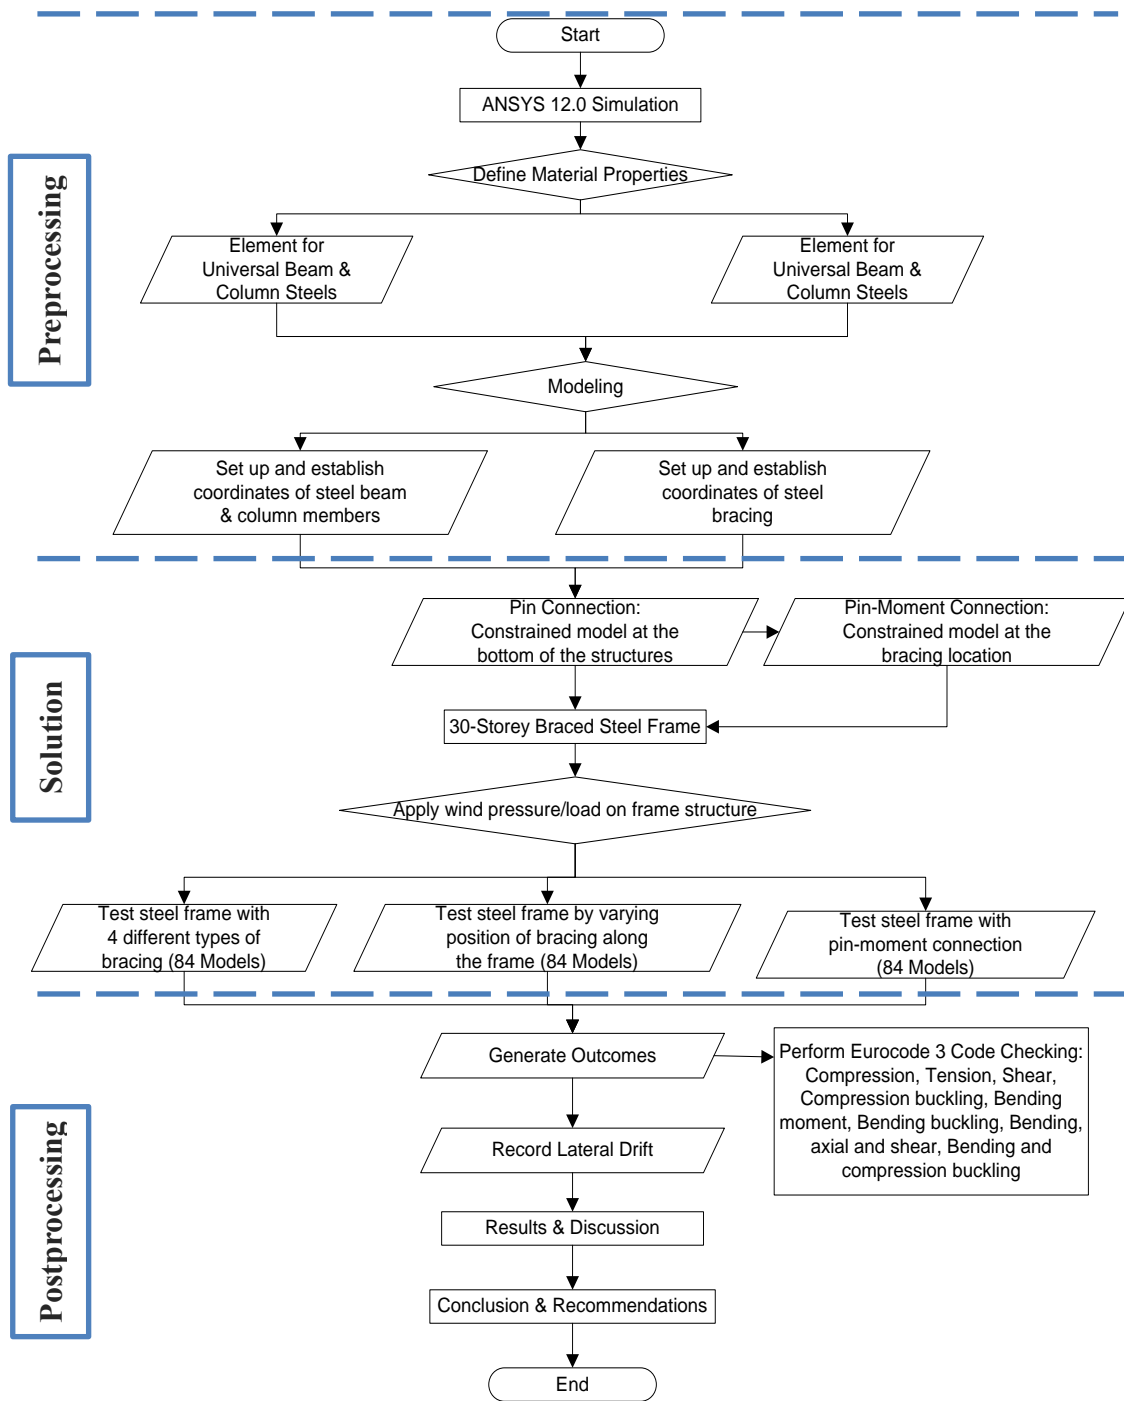 Start
ANSYS 12.0 Simulation
Define Material Properties
Preprocessing
Element for
Universal Beam &
Column Steels
Element for
Universal Beam &
Column Steels
Modeling
Set up and establish
coordinates of steel beam
& column members
Set up and establish
coordinates of steel
bracing
Solution
Pin Connection:
Constrained model at the
bottom of the structures
Pin-Moment Connection:
Constrained model at the
bracing location
30-Storey Braced Steel Frame
Apply wind pressure/load on frame structure
Test steel frame with
4 different types of
bracing (84 Models)
Test steel frame by varying
position of bracing along
the frame (84 Models)
Test steel frame with
pin-moment connection
(84 Models)
Postprocessing
Generate Outcomes
Perform Eurocode 3 Code Checking:
Compression, Tension, Shear,
Compression buckling, Bending
moment, Bending buckling, Bending,
axial and shear, Bending and
compression buckling
Record Lateral Drift
Results & Discussion
Conclusion & Recommendations
End